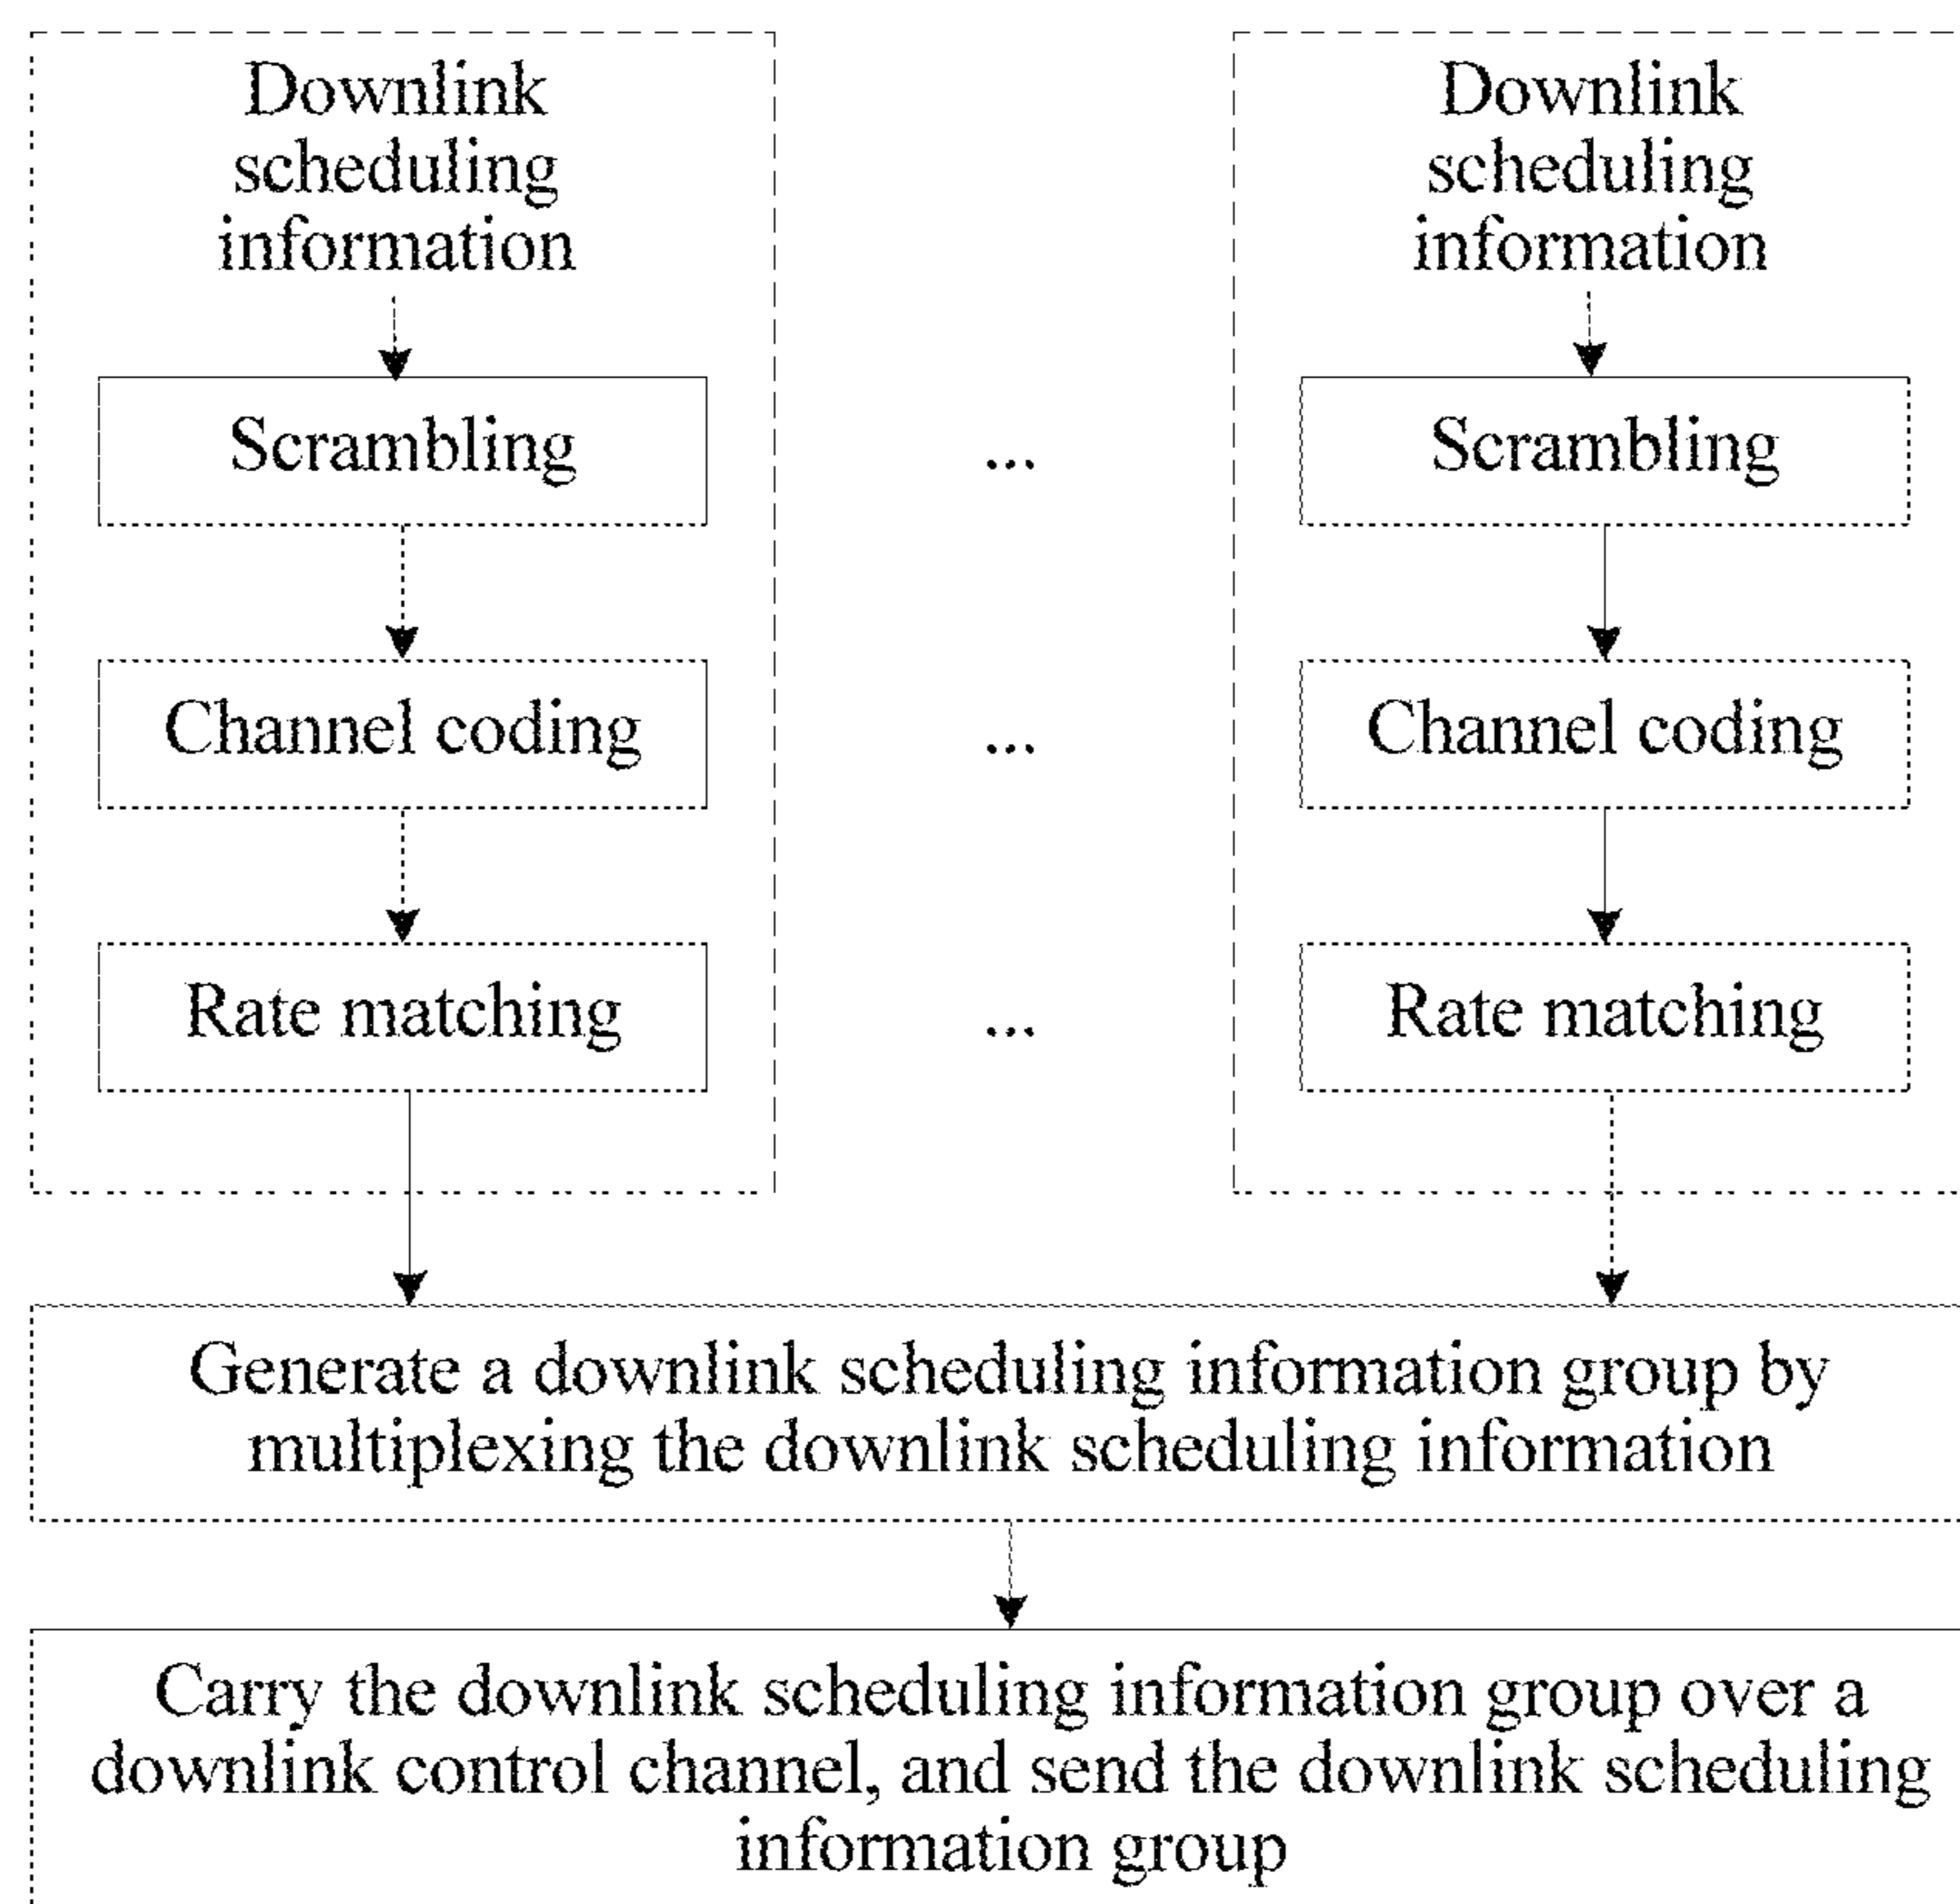 Downlink
scheduling
information
Scrambling
Channel coding
Rate matching
...
...
...
Downlink
scheduling
information
Scrambling
Channel coding
Rate matching
Generate a downlink scheduling information group by
multiplexing the downlink scheduling information
Carry the downlink scheduling information group over a
downlink control channel, and send the downlink scheduling
information group